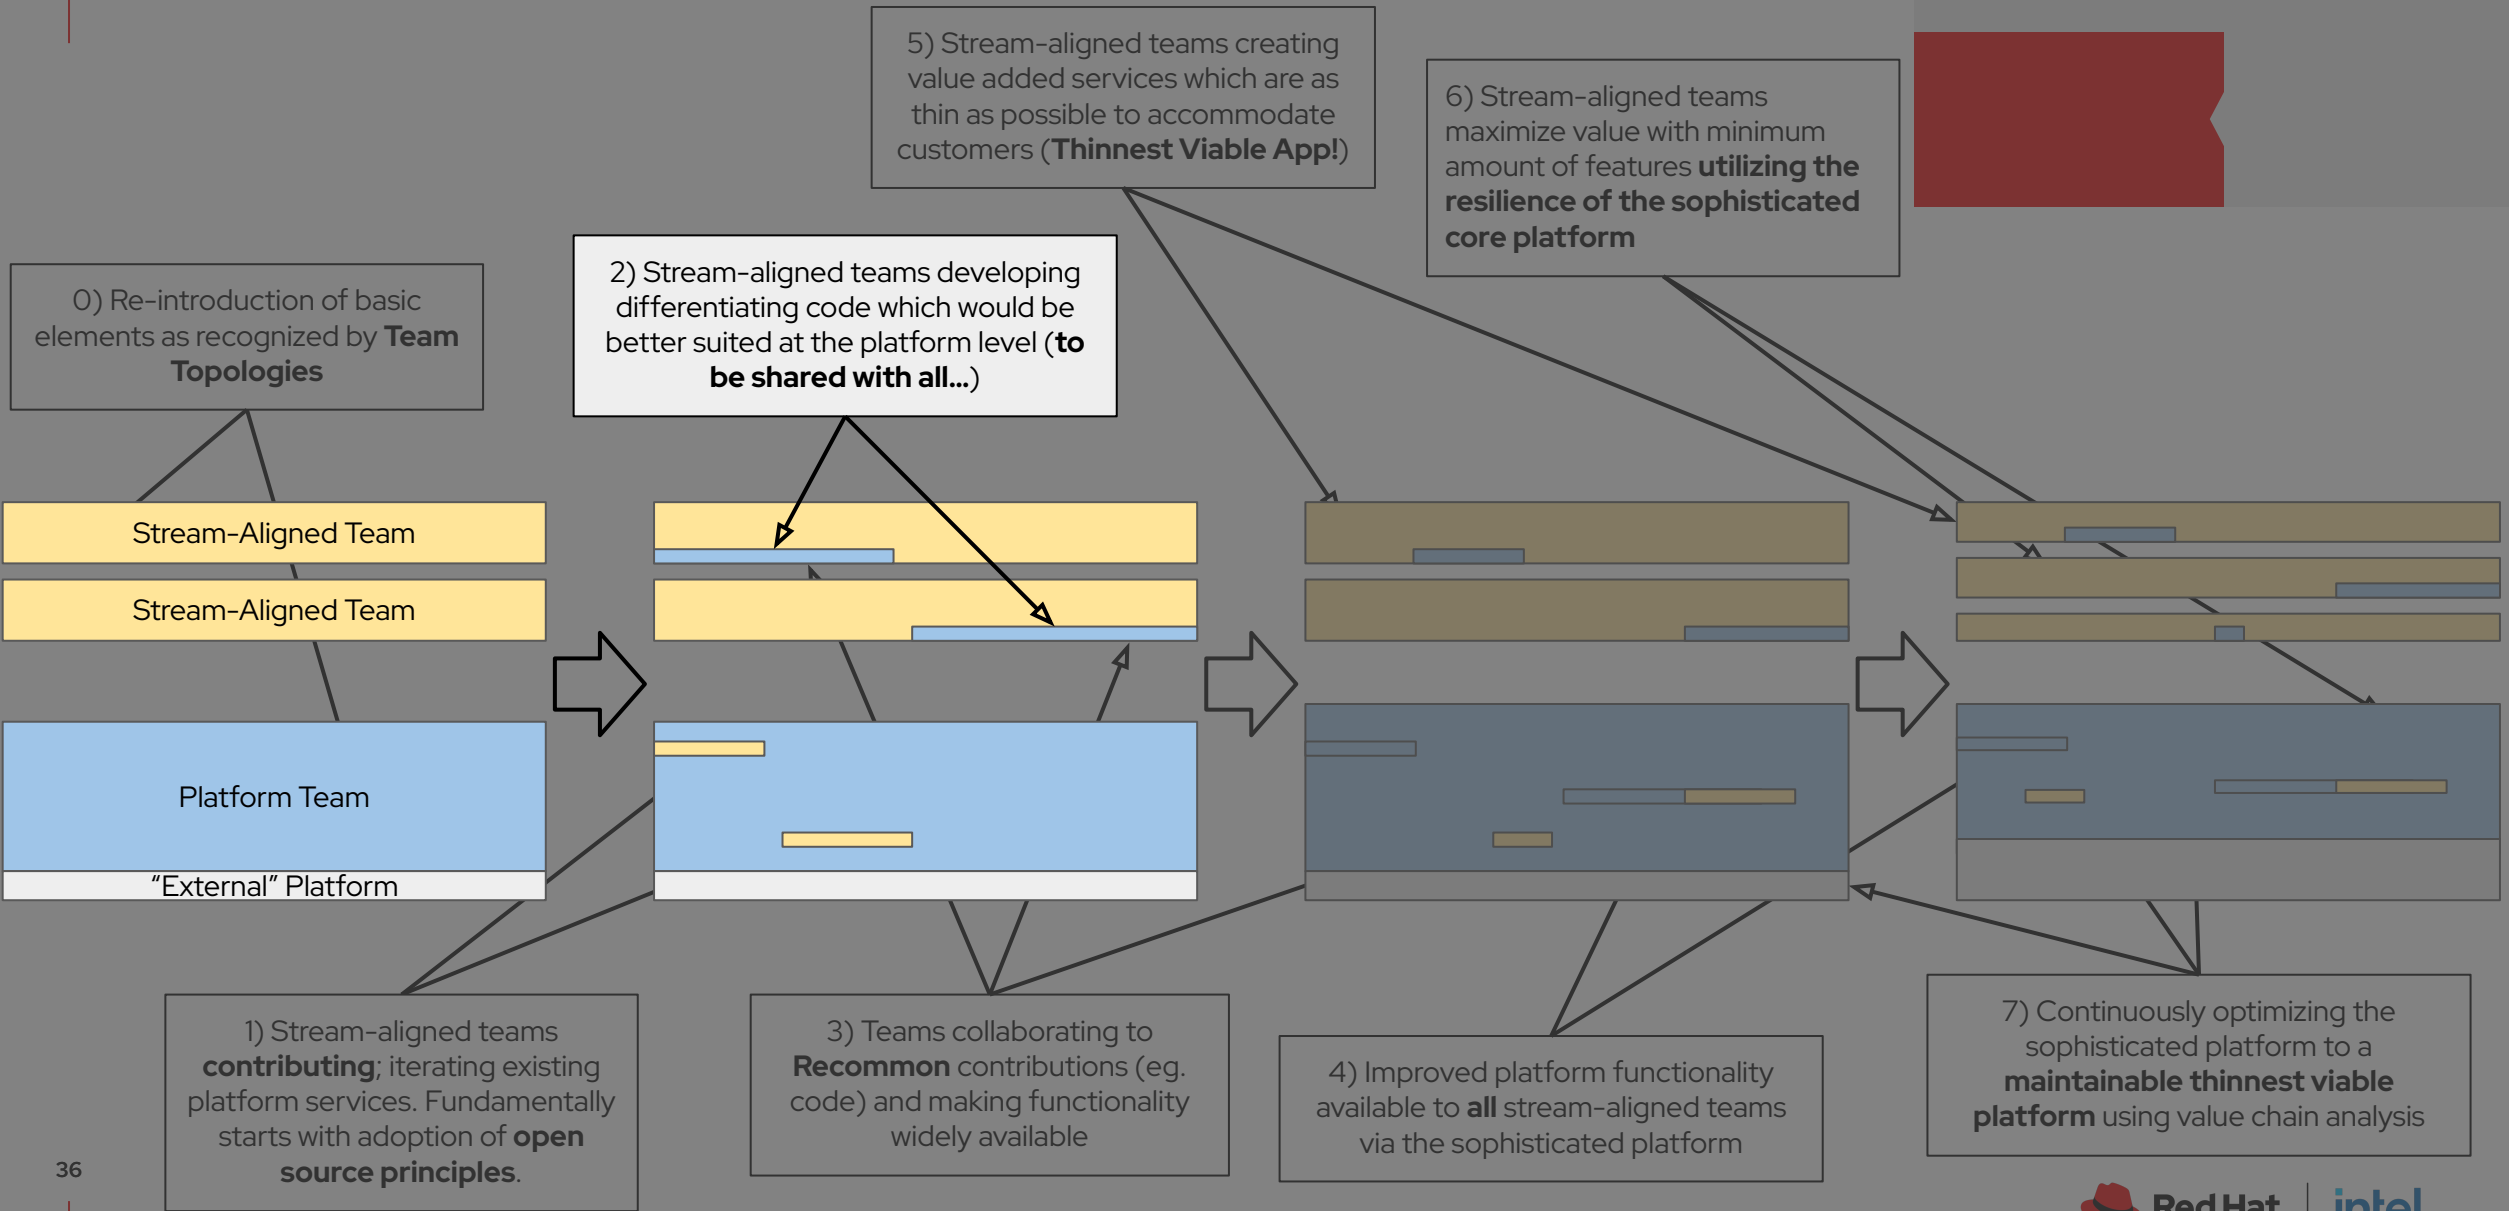 5) Stream-aligned teams creating
value added services which are as
thin as possible to accommodate
customers (Thinnest Viable App!)
6) Stream-aligned teams
maximize value with minimum
amount of features utilizing the
resilience of the sophisticated
core platform
0) Re-introduction of basic
elements as recognized by Team
Topologies
2) Stream-aligned teams developing
differentiating code which would be
better suited at the platform level (to
be shared with all...)
Stream-Aligned Team
Stream-Aligned Team
Platform Team
“External” Platform
1) Stream-aligned teams
contributing; iterating existing
platform services. Fundamentally
starts with adoption of open
source principles.
3) Teams collaborating to
Recommon contributions (eg.
code) and making functionality
widely available
4) Improved platform functionality
available to all stream-aligned teams
via the sophisticated platform
7) Continuously optimizing the
sophisticated platform to a
maintainable thinnest viable
platform using value chain analysis
36
Red Hat
intel